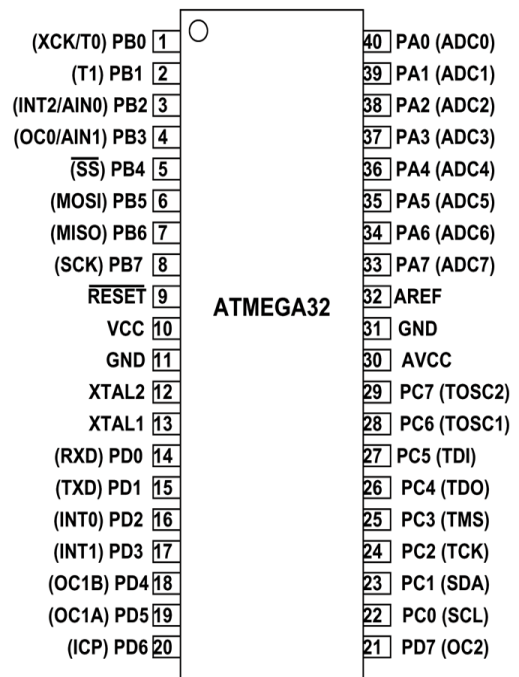 (XCK/T0) PB0 1 40 PA0 (ADC0)
(T1) PB1 2 39 PA1 (ADC1)
(INT2/AIN0) PB2 3 38 PA2 (ADC2)
(OC0/AIN1) PB3 4 37 PA3 (ADC3)
(SS) PB4 5 36 PA4 (ADC4)
(MOSI) PB5 6 35 PA5 (ADC5)
(MISO) PB6 7 34 PA6 (ADC6)
(SCK) PB7 8 33 PA7 (ADC7)
RESET 9 32 AREF
ATMEGA32
VCC 10 31 GND
GND 11 30 AVCC
XTAL2 12 29 PC7 (TOSC2)
XTAL1 13 28 PC6 (TOSC1)
(RXD) PD0 14 27 PC5 (TDI)
(TXD) PD1 15 26 PC4 (TDO)
(INT0) PD2 16 25 PC3 (TMS)
(INT1) PD3 17 24 PC2 (TCK)
(OC1B) PD4 18 23 PC1 (SDA)
(OC1A) PD5 19 22 PC0 (SCL)
(ICP) PD6 20 21 PD7 (OC2)